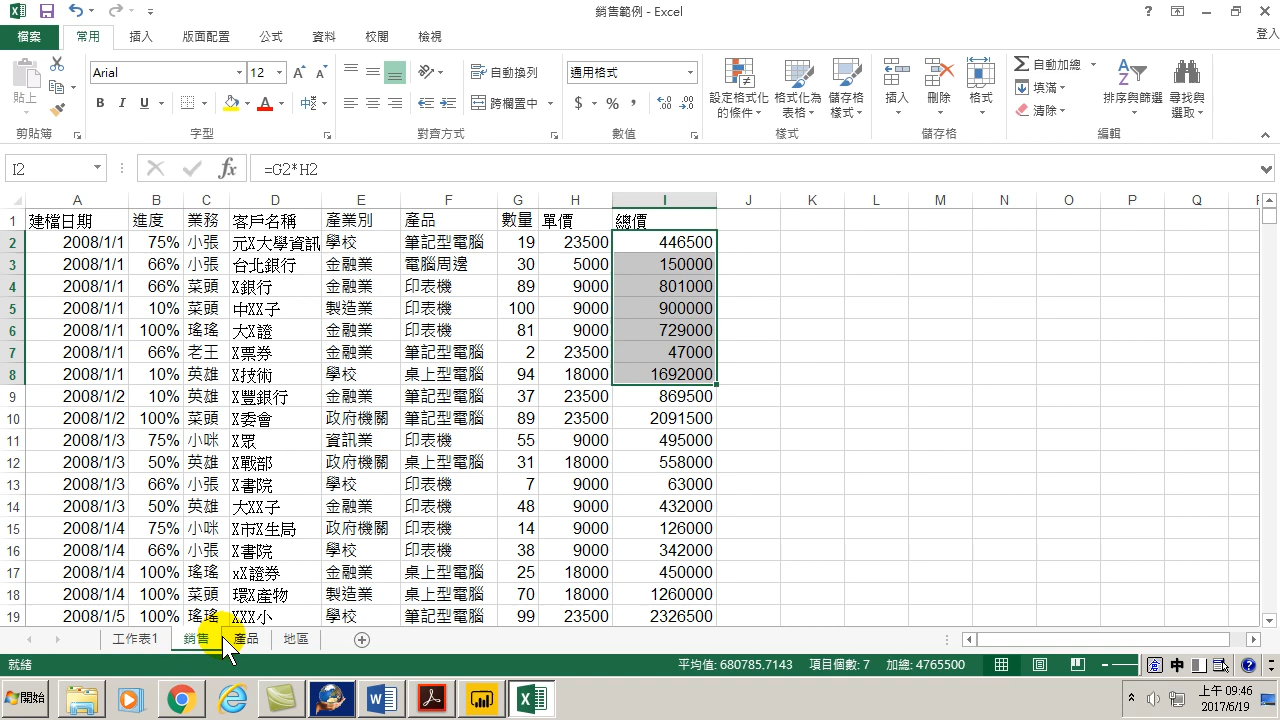 銷售範例 - Excel
登入
檔案 常用 插入 版面配置 公式 資料 校閱 檢視
貼上
剪貼簿
Arial 12
B I U
字型
自動換列
跨欄置中
對齊方式
通用格式
$ % ,
數值
設定格式化的條件
格式化為表格
儲存格樣式
樣式
插入 刪除 格式
儲存格
自動加總
填滿
清除
排序與篩選
尋找與選取
編輯
I2 fx =G2*H2
A B C D E F G H I J K L M N O P Q
1 建檔日期 進度 業務 客戶名稱 產業別 產品 數量 單價 總價
2 2008/1/1 75% 小張 元X大學資訊 學校 筆記型電腦 19 23500 446500
3 2008/1/1 66% 小張 台北銀行 金融業 電腦周邊 30 5000 150000
4 2008/1/1 66% 菜頭 X銀行 金融業 印表機 89 9000 801000
5 2008/1/1 10% 菜頭 中XX子 製造業 印表機 100 9000 900000
6 2008/1/1 100% 瑤瑤 大X證 金融業 印表機 81 9000 729000
7 2008/1/1 66% 老王 X票券 金融業 筆記型電腦 2 23500 47000
8 2008/1/1 10% 英雄 X技術 學校 桌上型電腦 94 18000 1692000
9 2008/1/2 10% 英雄 X豐銀行 金融業 筆記型電腦 37 23500 869500
10 2008/1/2 100% 菜頭 X委會 政府機關 筆記型電腦 89 23500 2091500
11 2008/1/3 75% 小咪 X眾 資訊業 印表機 55 9000 495000
12 2008/1/3 50% 英雄 X戰部 政府機關 桌上型電腦 31 18000 558000
13 2008/1/3 66% 小張 X書院 學校 印表機 7 9000 63000
14 2008/1/3 50% 英雄 大XX子 金融業 印表機 48 9000 432000
15 2008/1/4 75% 小咪 X市X生局 政府機關 印表機 14 9000 126000
16 2008/1/4 66% 小張 X書院 學校 印表機 38 9000 342000
17 2008/1/4 100% 瑤瑤 xX證券 金融業 桌上型電腦 25 18000 450000
18 2008/1/4 100% 菜頭 環X產物 製造業 桌上型電腦 70 18000 1260000
19 2008/1/5 100% 瑤瑤 XXX小 學校 筆記型電腦 99 23500 2326500
工作表1 銷售 產品 地區
就緒 平均值: 680785.7143 項目個數: 7 加總: 4765500
中
開始
上午 09:46
2017/6/19